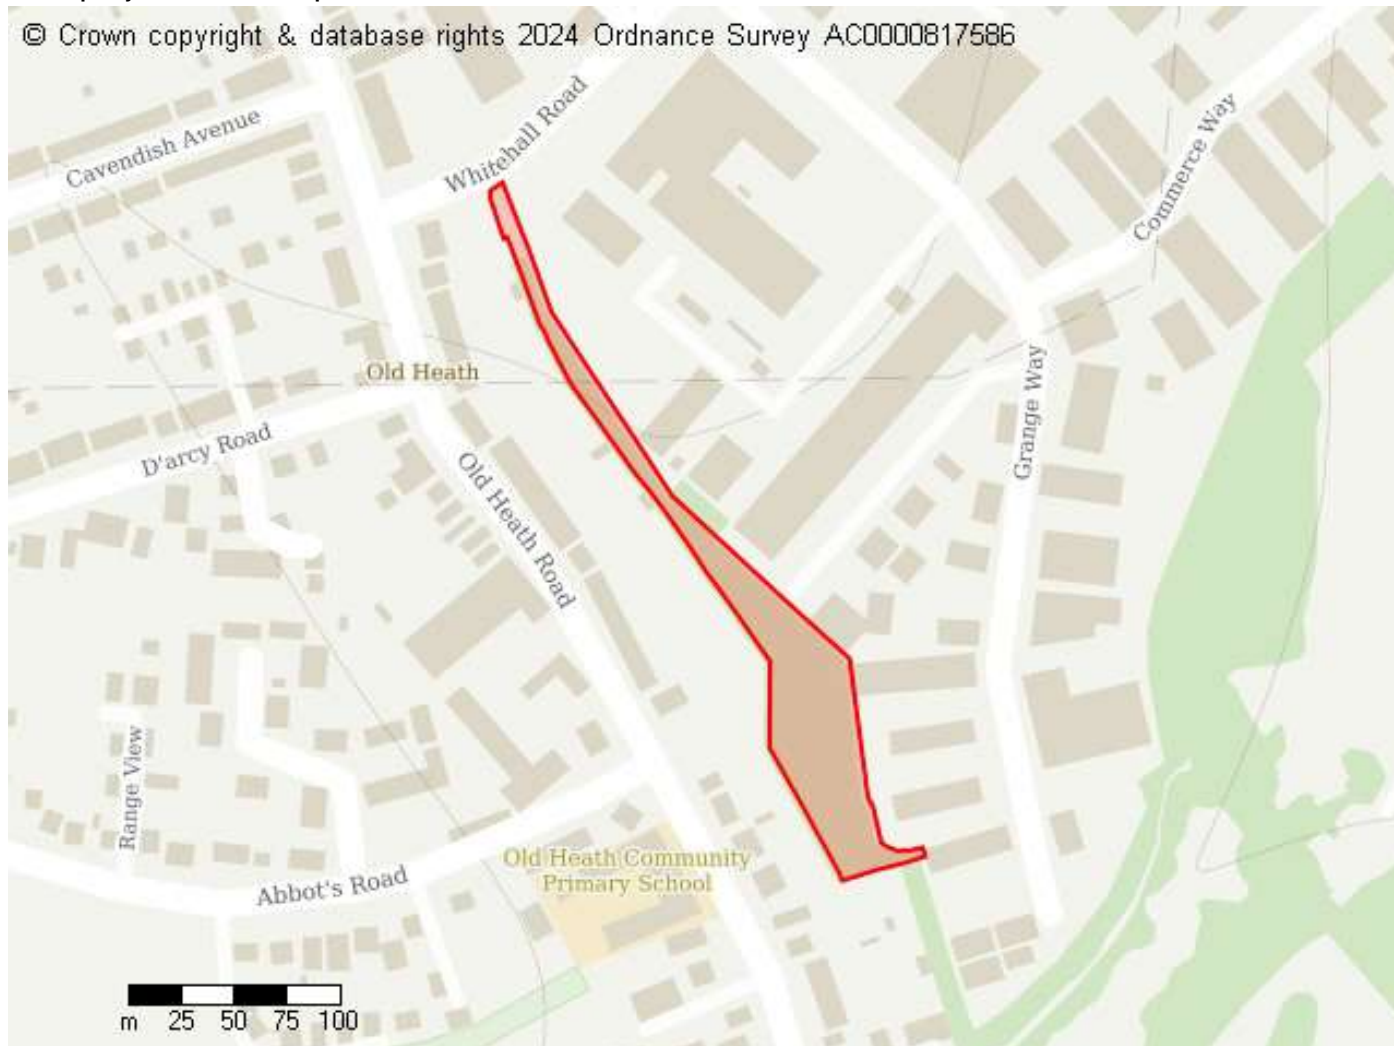 © Crown copyright & database rights 2024 Ordnance Survey AC0000817586
Whitehall Road
Cavendish Avenue
Commerce Way
Old Heath
Grange Way
D'arcy Road
Old Heath Road
Range View
Old Heath Community
Primary School
Abbot's Road
m 25 50 75 100